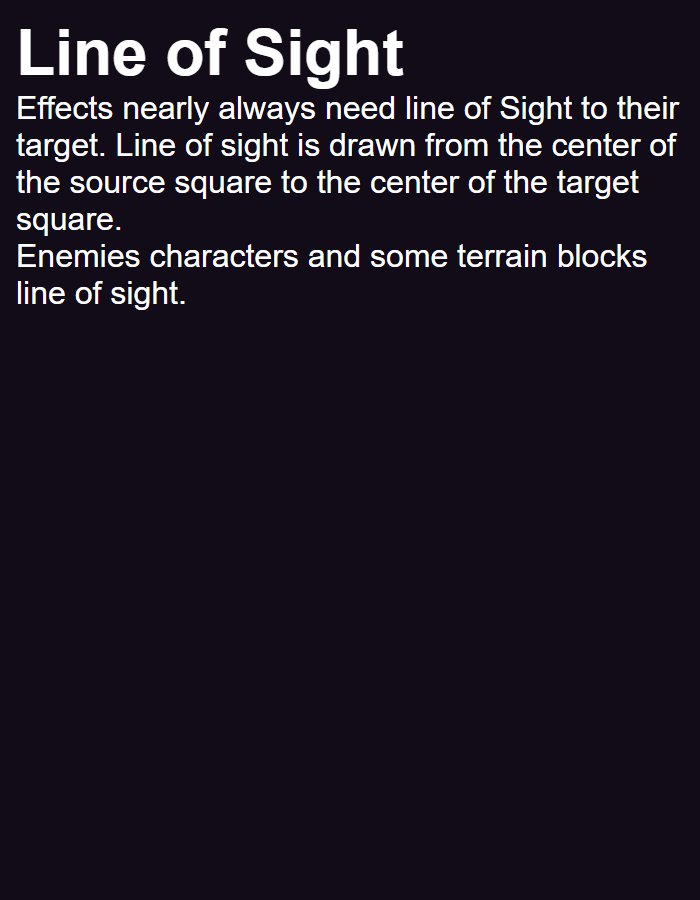 Line of Sight
Effects nearly always need line of Sight to their
target. Line of sight is drawn from the center of
the source square to the center of the target
square.
Enemies characters and some terrain blocks
line of sight.